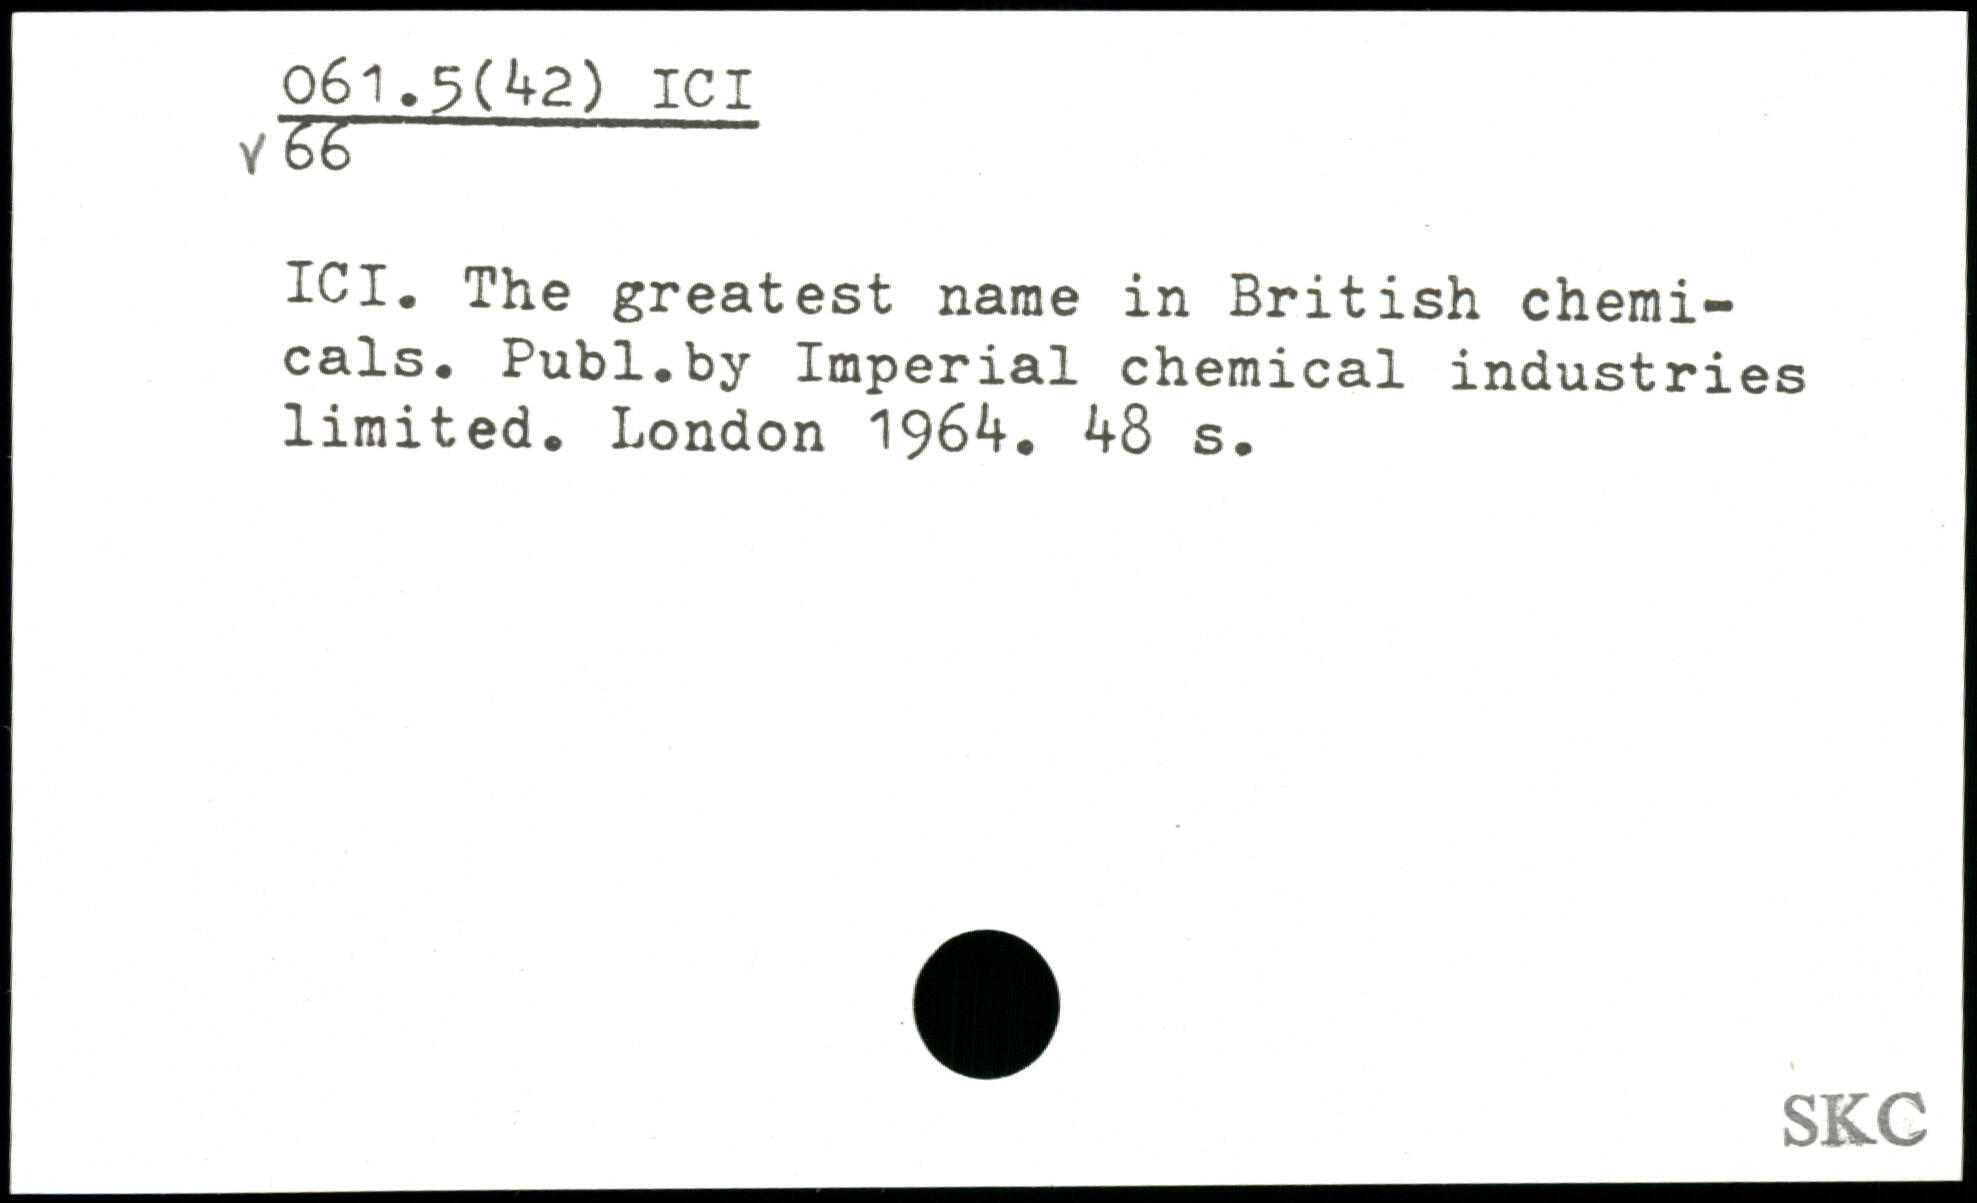 061.5(42) ICI
v 66
ICI. The greatest name in British chemi-
cals. Publ.by Imperial chemical industries
limited. London 1964. 48 s.
SKC